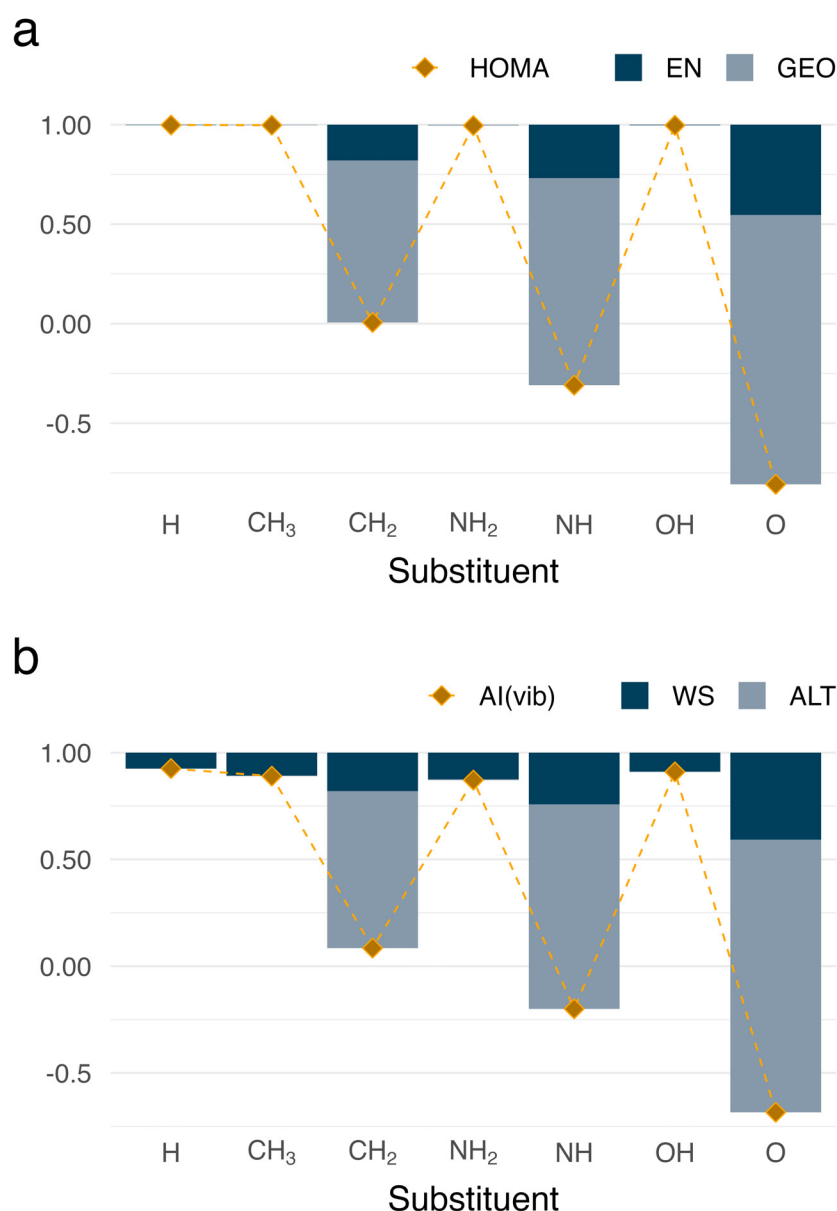 a
HOMA EN GEO
1.00
0.50
0.00
-0.5
H CH₃ CH₂ NH₂ NH OH O
Substituent
b
AI(vib) WS ALT
1.00
0.50
0.00
-0.5
H CH₃ CH₂ NH₂ NH OH O
Substituent